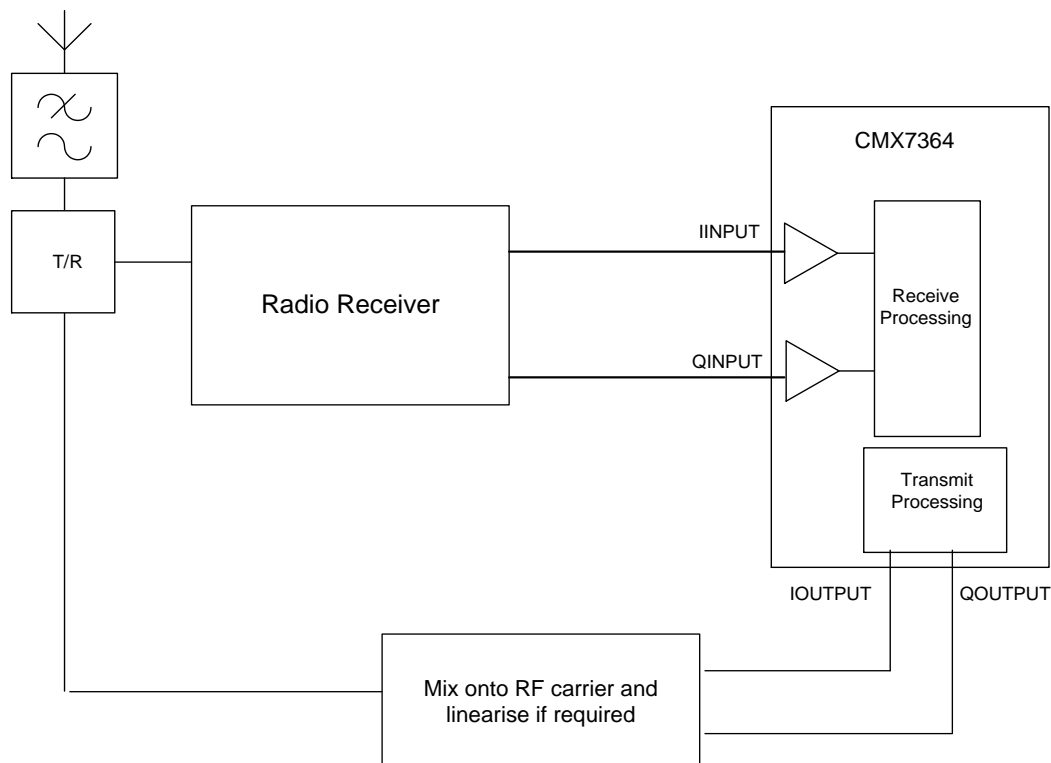 CMX7364
IINPUT
T/R
Radio Receiver
Receive
Processing
QINPUT
Transmit
Processing
IOUTPUT
QOUTPUT
Mix onto RF carrier and
linearise if required